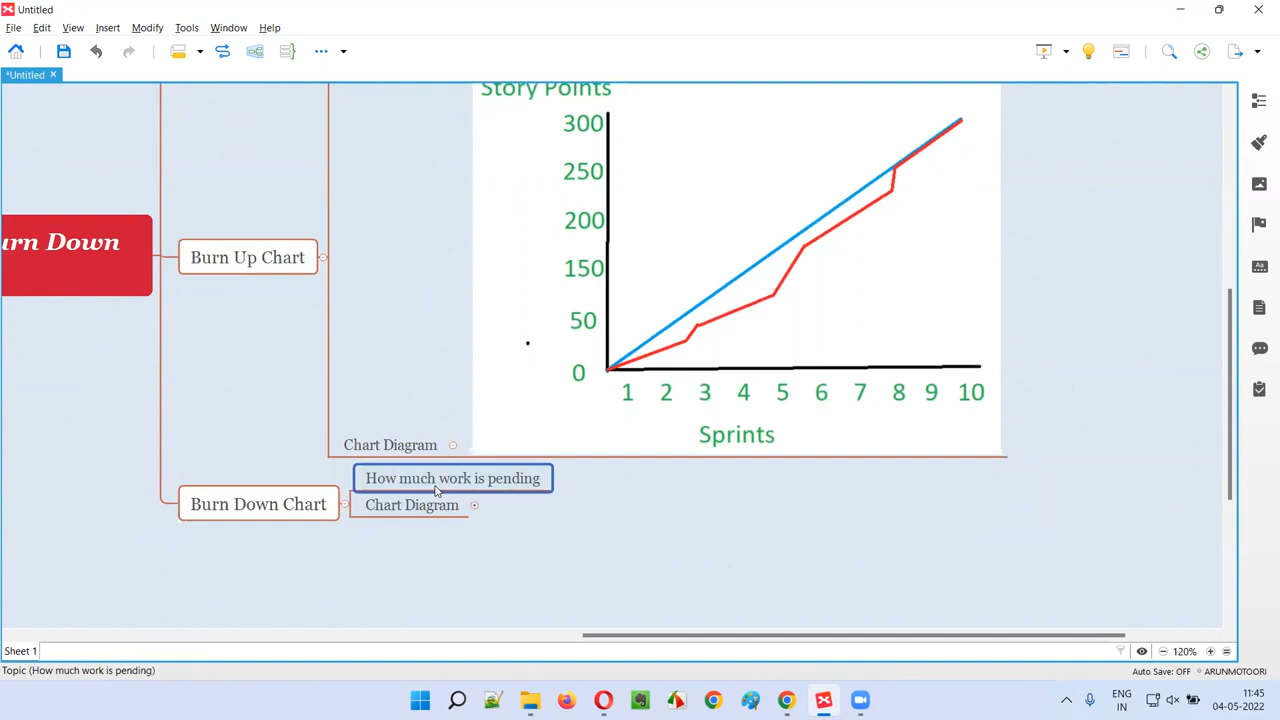 Untitled
File Edit View Insert Modify Tools Window Help
*Untitled
Story Points
300
250
200
150
50
0
1 2 3 4 5 6 7 8 9 10
Sprints
urn Down
Burn Up Chart
Chart Diagram
How much work is pending
Burn Down Chart
Chart Diagram
Sheet 1
120%
Topic (How much work is pending)
Auto Save: OFF
ARUNMOTOORI
ENG
IN
11:45
04-05-2022